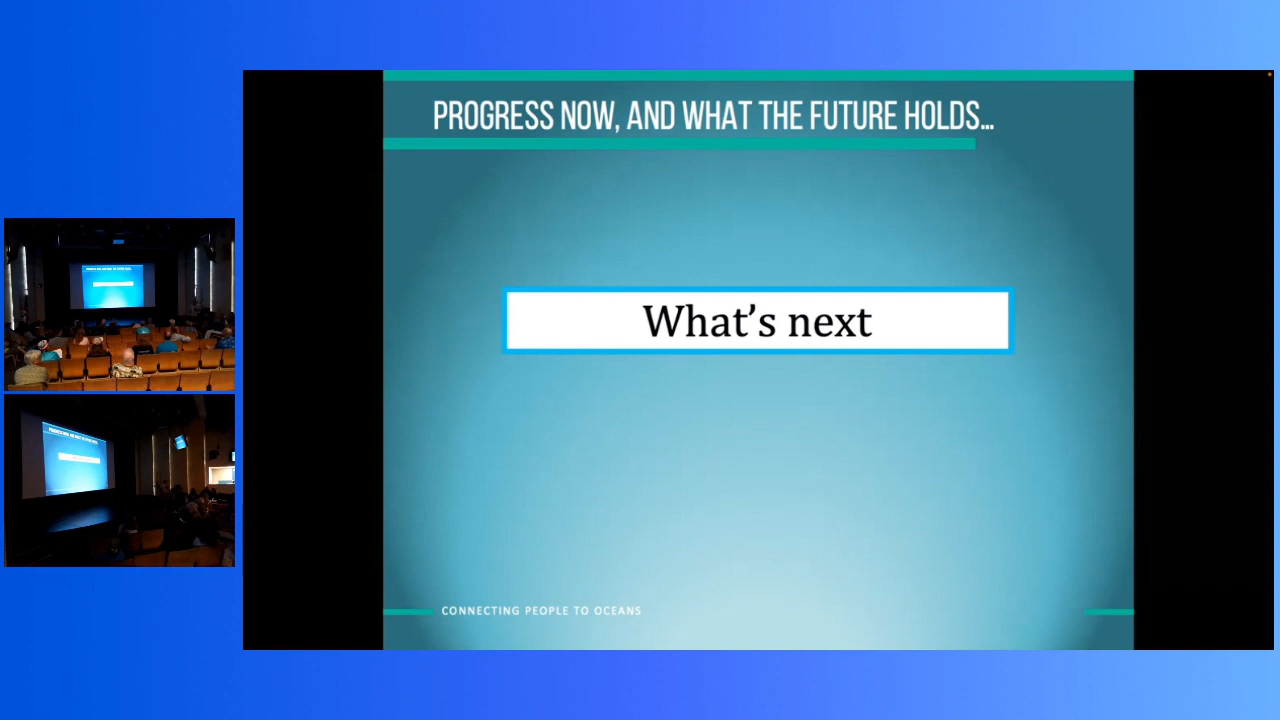 PROGRESS NOW, AND WHAT THE FUTURE HOLDS...
What's next
CONNECTING PEOPLE TO OCEANS